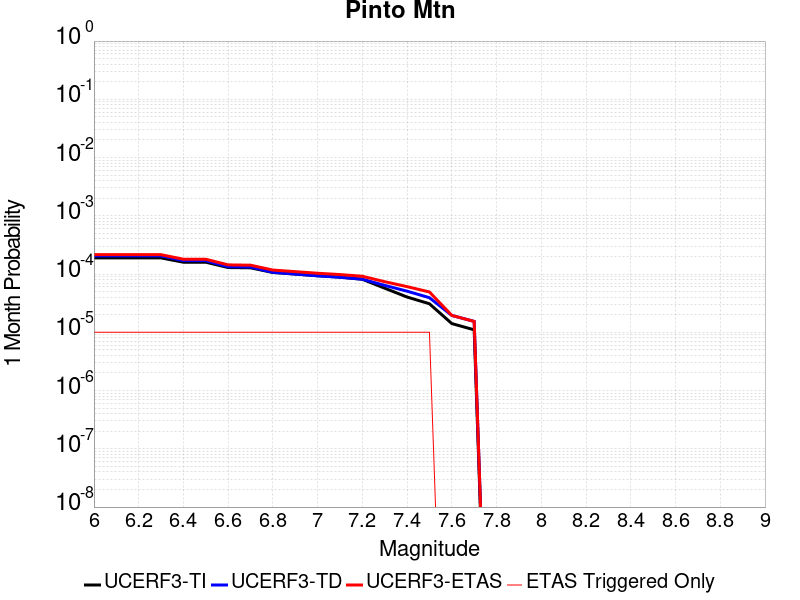 Pinto Mtn
10^0
10^-1
10^-2
10^-3
10^-4
10^-5
10^-6
10^-7
10^-8
1 Month Probability
6 6.2 6.4 6.6 6.8 7 7.2 7.4 7.6 7.8 8 8.2 8.4 8.6 8.8 9
Magnitude
UCERF3-TI UCERF3-TD UCERF3-ETAS ETAS Triggered Only